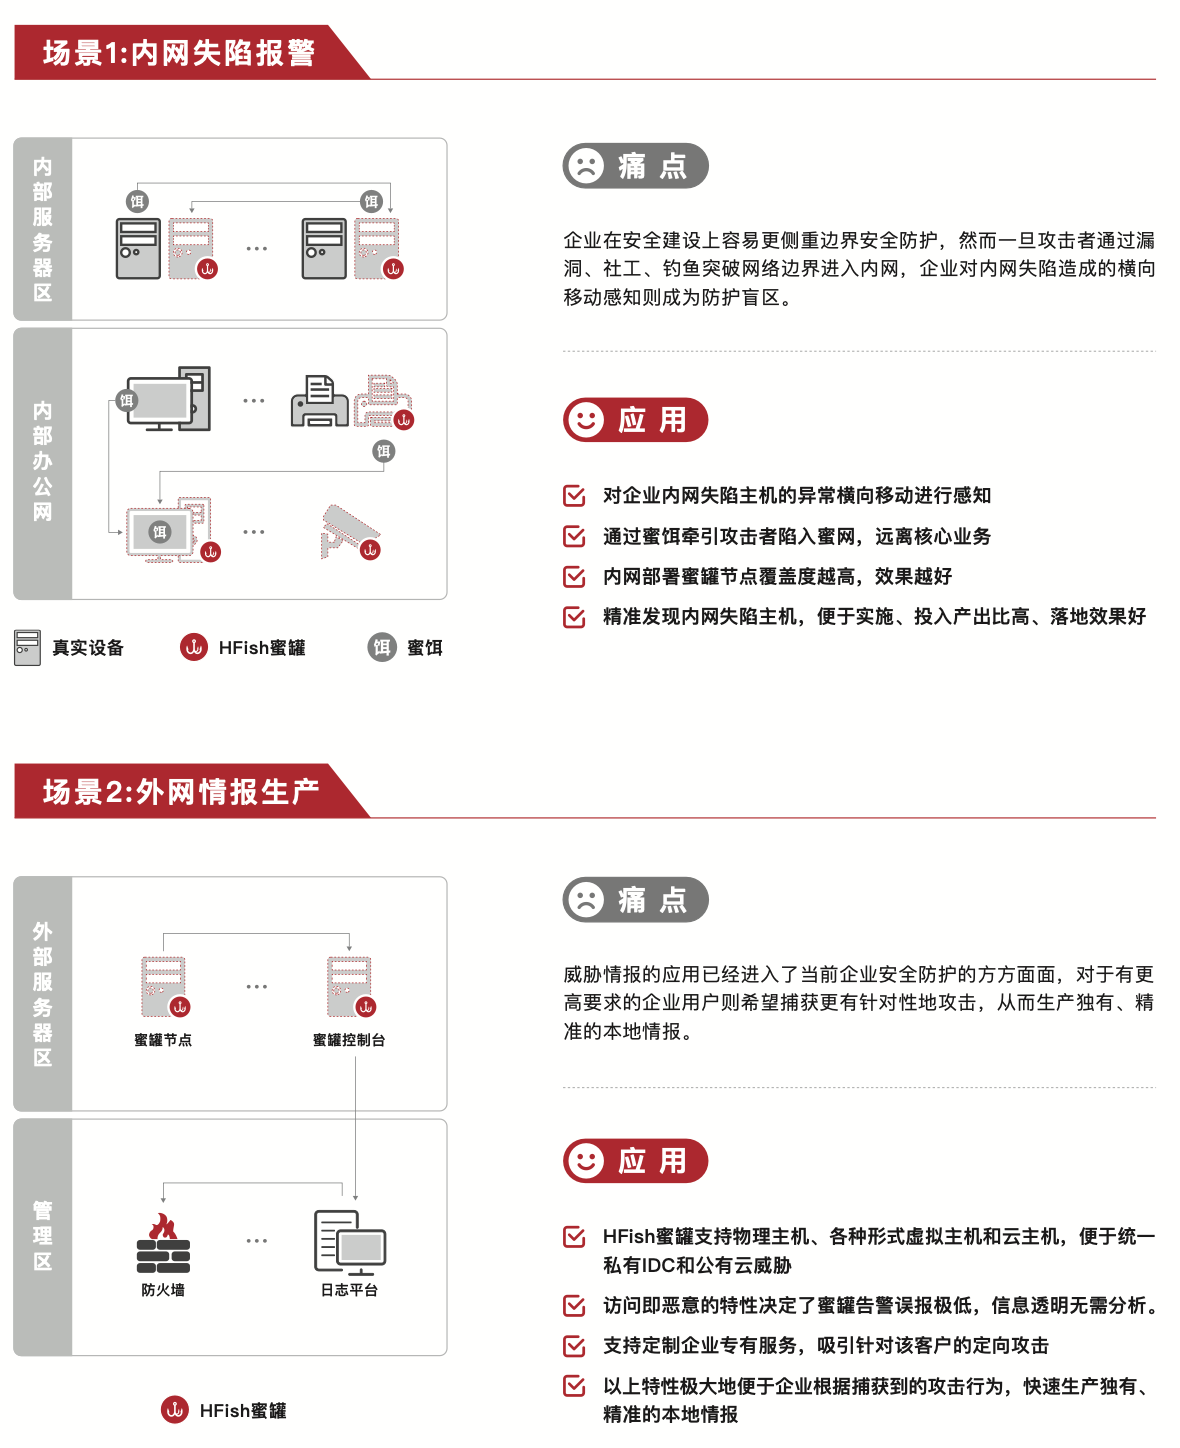 场景1:内网失陷报警
内部服务器区
饵
饵
内部办公网
饵
饵
饵
真实设备
HFish蜜罐
饵
蜜饵
痛点
企业在安全建设上容易更侧重边界安全防护，然而一旦攻击者通过漏
洞、社工、钓鱼突破网络边界进入内网，企业对内网失陷造成的横向
移动感知则成为防护盲区。
应用
对企业内网失陷主机的异常横向移动进行感知
通过蜜饵牵引攻击者陷入蜜网，远离核心业务
内网部署蜜罐节点覆盖度越高，效果越好
精准发现内网失陷主机，便于实施、投入产出比高、落地效果好
场景2:外网情报生产
外部服务器区
蜜罐节点
蜜罐控制台
管理区
防火墙
日志平台
HFish蜜罐
痛点
威胁情报的应用已经进入了当前企业安全防护的方方面面，对于有更
高要求的企业用户则希望捕获更有针对性地攻击，从而生产独有、精
准的本地情报。
应用
HFish蜜罐支持物理主机、各种形式虚拟主机和云主机，便于统一
私有IDC和公有云威胁
访问即恶意的特性决定了蜜罐告警误报极低，信息透明无需分析。
支持定制企业专有服务，吸引针对该客户的定向攻击
以上特性极大地便于企业根据捕获到的攻击行为，快速生产独有、
精准的本地情报